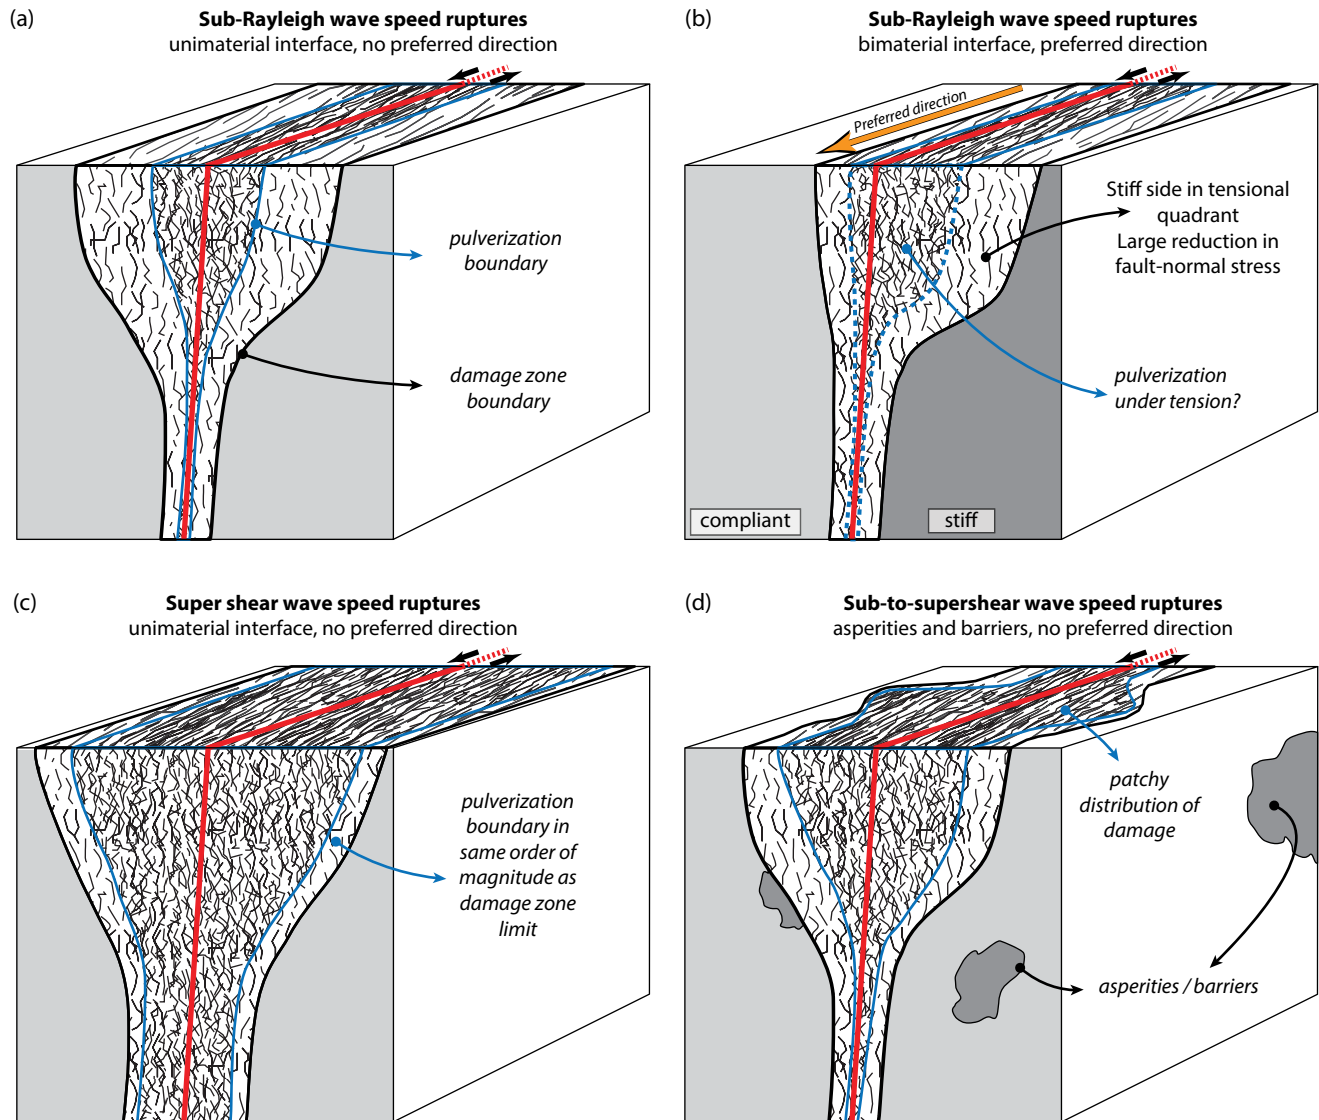 (a)
Sub-Rayleigh wave speed ruptures
unimaterial interface, no preferred direction
pulverization
boundary
damage zone
boundary
(b)
Sub-Rayleigh wave speed ruptures
bimaterial interface, preferred direction
Preferred direction
Stiff side in tensional
quadrant
Large reduction in
fault-normal stress
pulverization
under tension?
compliant
stiff
(c)
Super shear wave speed ruptures
unimaterial interface, no preferred direction
pulverization
boundary in
same order of
magnitude as
damage zone
limit
(d)
Sub-to-supershear wave speed ruptures
asperities and barriers, no preferred direction
patchy
distribution of
damage
asperities / barriers